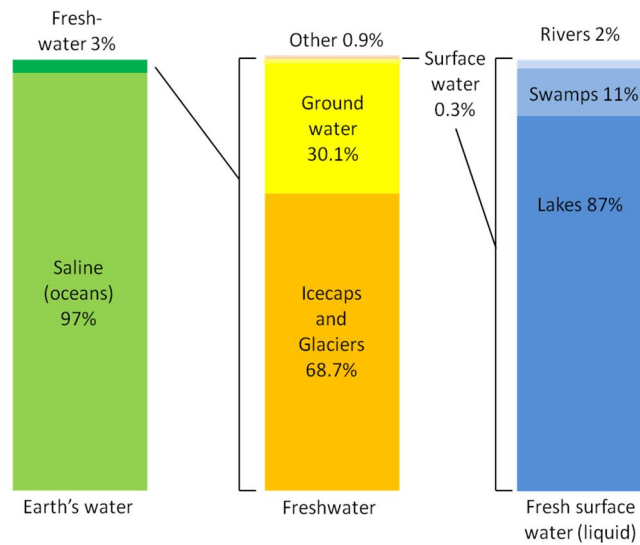 Fresh-
water 3%
Saline
(oceans)
97%
Earth's water
Other 0.9%
Ground
water
30.1%
Icecaps
and
Glaciers
68.7%
Freshwater
Surface
water
0.3%
Rivers 2%
Swamps 11%
Lakes 87%
Fresh surface
water (liquid)